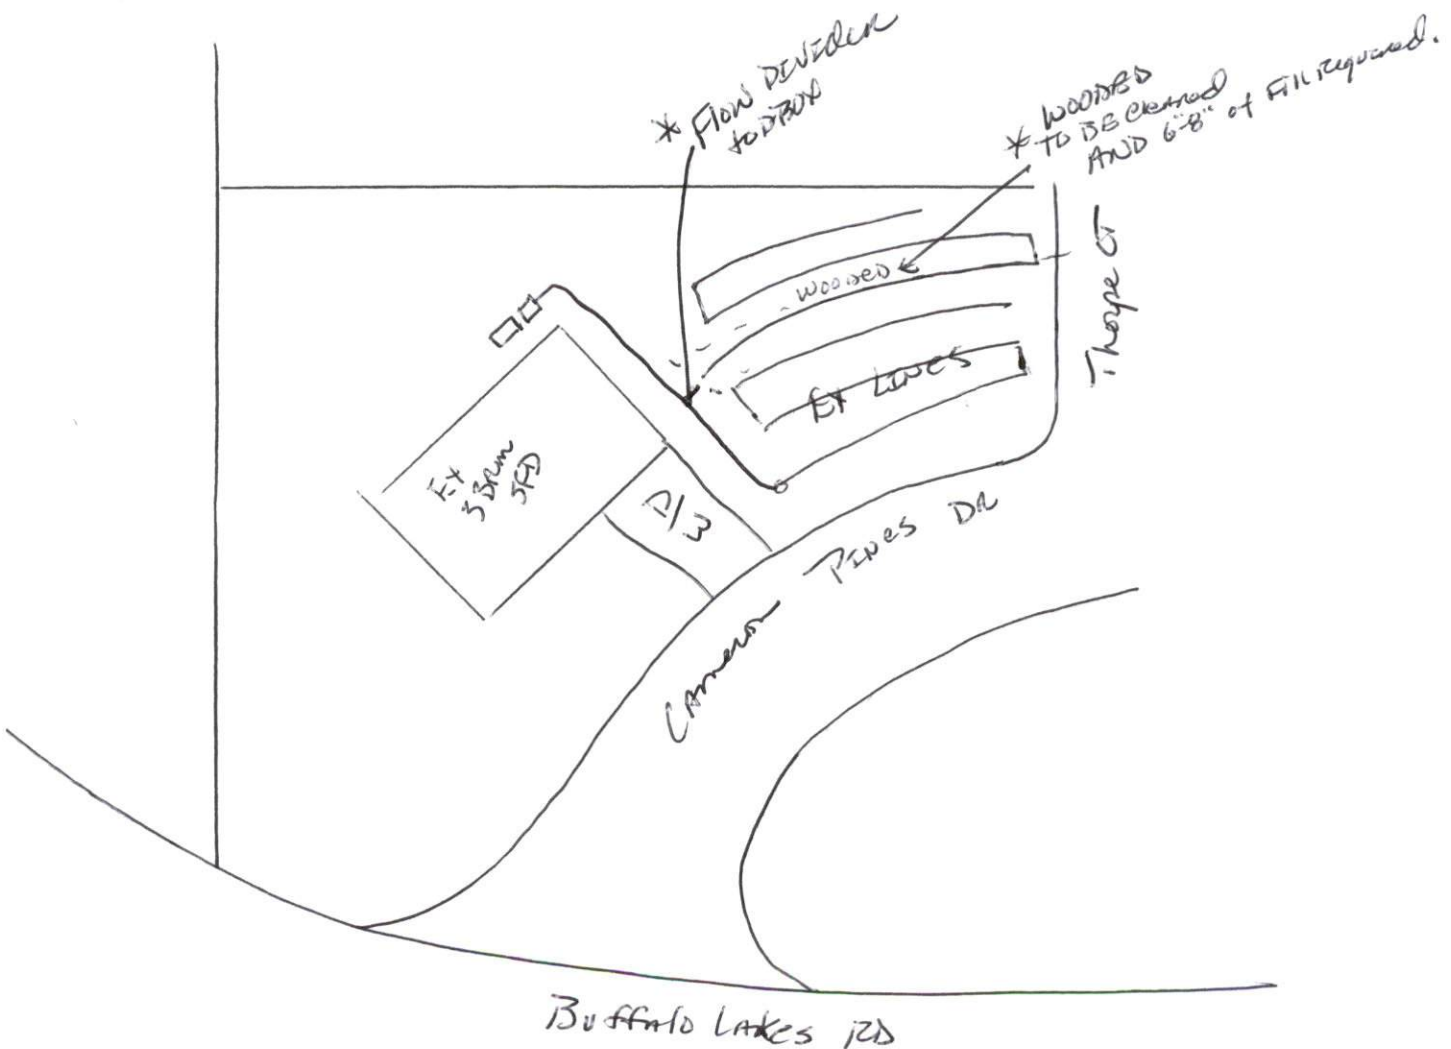 * Flow DIVIDER
to DBOX
* WOODED
TO BE Cleared
AND 6"-8" of Fill Required.
WOODED
Thorpe CT
EX LINES
EX
3 BRM
SFD
D/W
CAMERON PINES DR
Buffalo LAKES RD